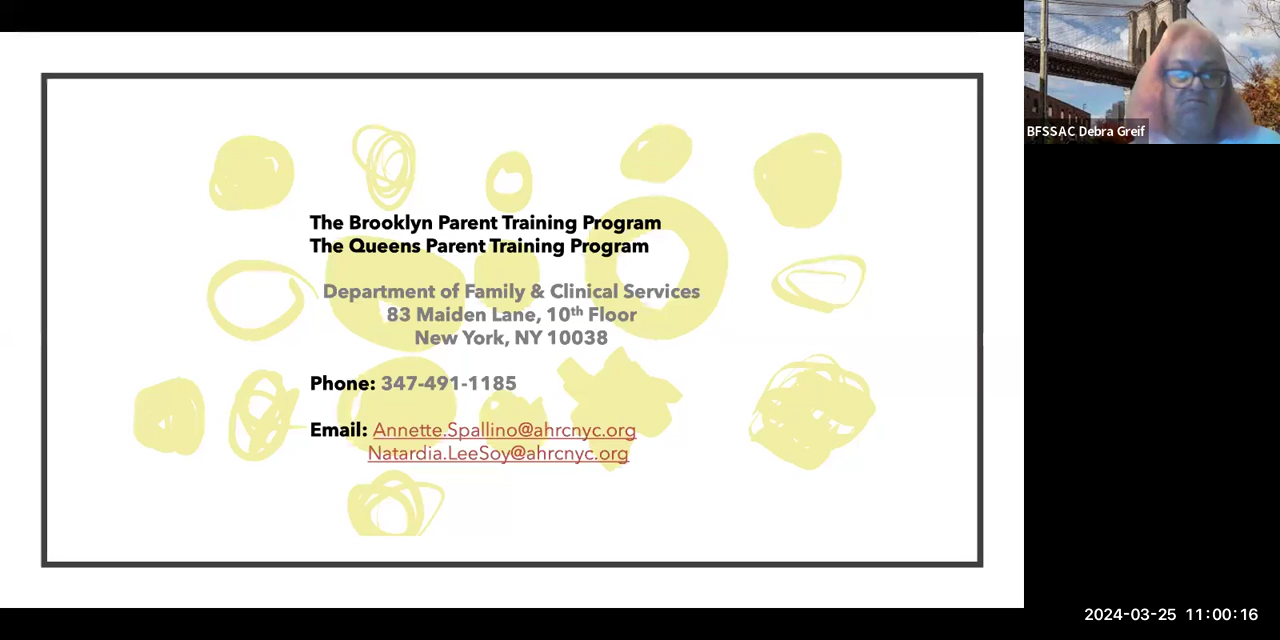 The Brooklyn Parent Training Program
The Queens Parent Training Program
Department of Family & Clinical Services
83 Maiden Lane, 10th Floor
New York, NY 10038
Phone: 347-491-1185
Email: Annette.Spallino@ahrcnyc.org
Natardia.LeeSoy@ahrcnyc.org
BFSSAC Debra Greif
2024-03-25 11:00:16